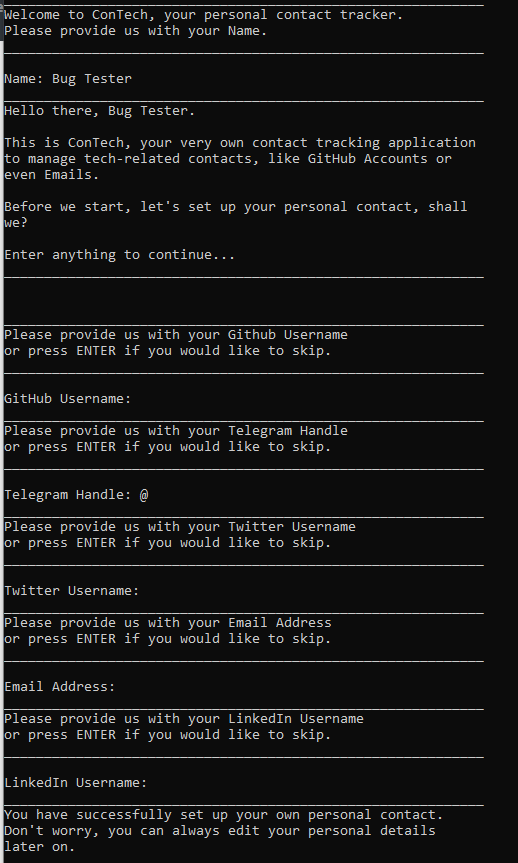 Welcome to ConTech, your personal contact tracker.
Please provide us with your Name.
Name: Bug Tester
Hello there, Bug Tester.
This is ConTech, your very own contact tracking application
to manage tech-related contacts, like GitHub Accounts or
even Emails.
Before we start, let's set up your personal contact, shall
we?
Enter anything to continue...
Please provide us with your Github Username
or press ENTER if you would like to skip.
GitHub Username:
Please provide us with your Telegram Handle
or press ENTER if you would like to skip.
Telegram Handle: @
Please provide us with your Twitter Username
or press ENTER if you would like to skip.
Twitter Username:
Please provide us with your Email Address
or press ENTER if you would like to skip.
Email Address:
Please provide us with your LinkedIn Username
or press ENTER if you would like to skip.
LinkedIn Username:
You have successfully set up your own personal contact.
Don't worry, you can always edit your personal details
later on.